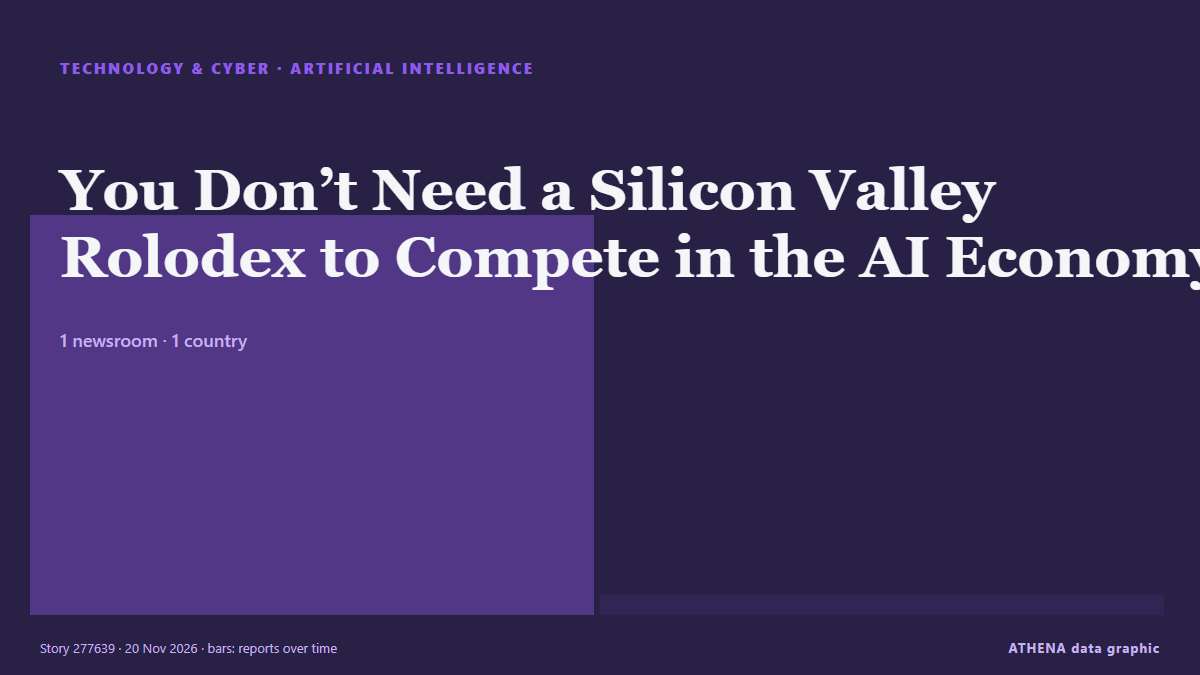 TECHNOLOGY & CYBER · ARTIFICIAL INTELLIGENCE
You Don’t Need a Silicon Valley
Rolodex to Compete in the AI Economy
1 newsroom · 1 country
Story 277639 · 20 Nov 2026 · bars: reports over time
ATHENA data graphic